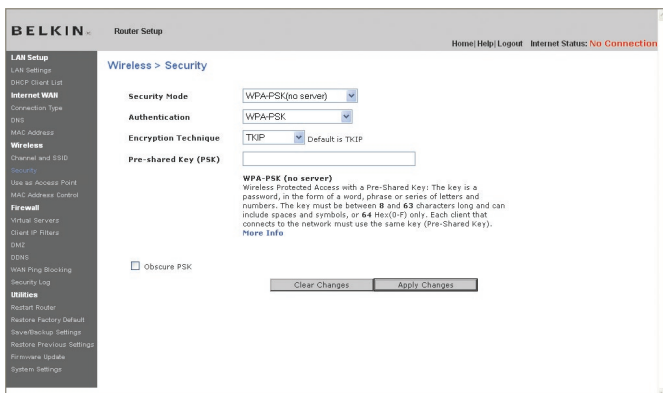 BELKIN
Router Setup
Home|Help|Logout Internet Status: No Connection
LAN Setup
LAN Settings
DHCP Client List
Internet WAN
Connection Type
DNS
MAC Address
Wireless
Channel and SSID
Security
Use as Access Point
MAC Address Control
Firewall
Virtual Servers
Client IP Filters
DMZ
DDNS
WAN Ping Blocking
Security Log
Utilities
Restart Router
Restore Factory Default
Save/Backup Settings
Restore Previous Settings
Firmware Update
System Settings
Wireless > Security
Security Mode WPA-PSK(no server)
Authentication WPA-PSK
Encryption Technique TKIP Default is TKIP
Pre-shared Key (PSK)
WPA-PSK (no server)
Wireless Protected Access with a Pre-Shared Key: The key is a
password, in the form of a word, phrase or series of letters and
numbers. The key must be between 8 and 63 characters long and can
include spaces and symbols, or 64 Hex(0-F) only. Each client that
connects to the network must use the same key (Pre-Shared Key).
More Info
Obscure PSK
Clear Changes Apply Changes